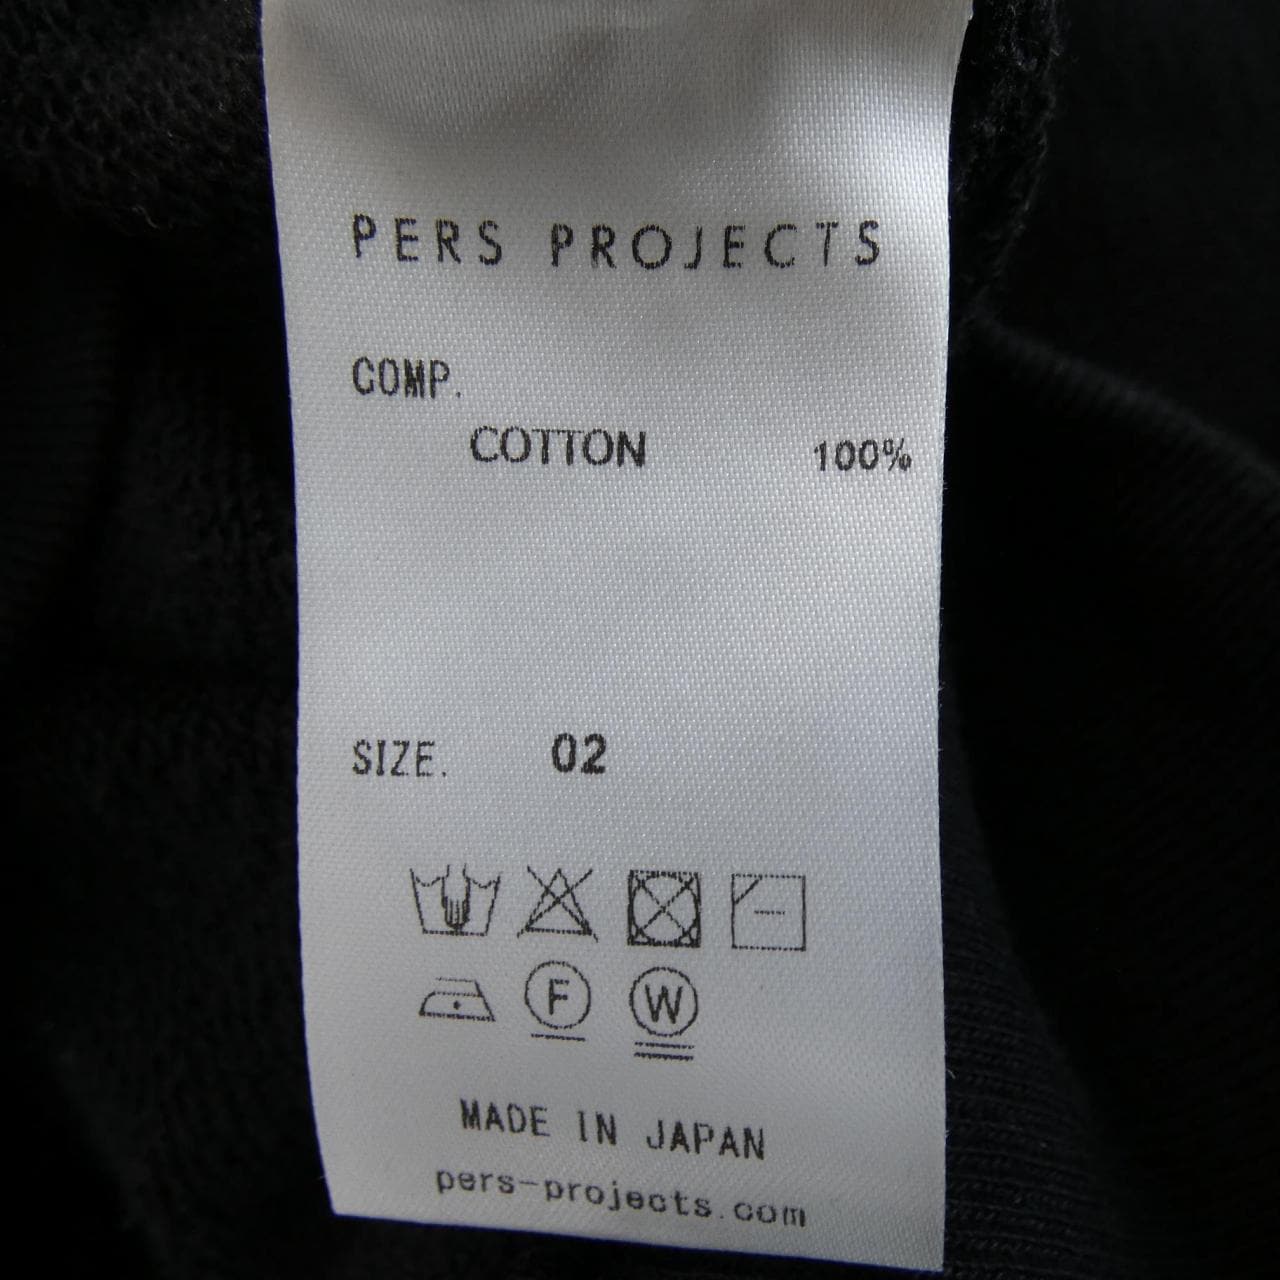 PERS PROJECTS
COMP.
COTTON 100%
SIZE. 02
F W
MADE IN JAPAN
pers-projects.com